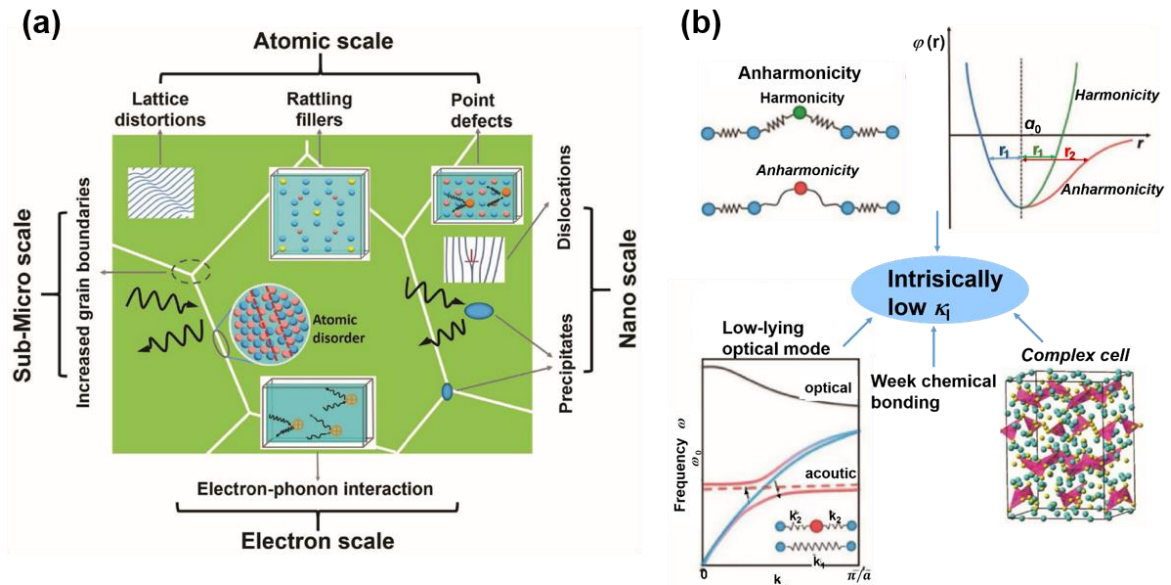 (a)
Atomic scale
Lattice
distortions
Rattling
fillers
Point
defects
Sub-Micro scale
Increased grain boundaries
Atomic
disorder
Dislocations
Precipitates
Nano scale
Electron-phonon interaction
Electron scale
(b)
Anharmonicity
Harmonicity
Anharmonicity
φ(r)
Harmonicity
a₀
r
r₁
r₁
r₂
Anharmonicity
Intrisically
low κₗ
Low-lying
optical mode
optical
Frequency ω
ω₀
acoutic
k₂
k₂
k₁
0
k
π/a
Week chemical
bonding
Complex cell